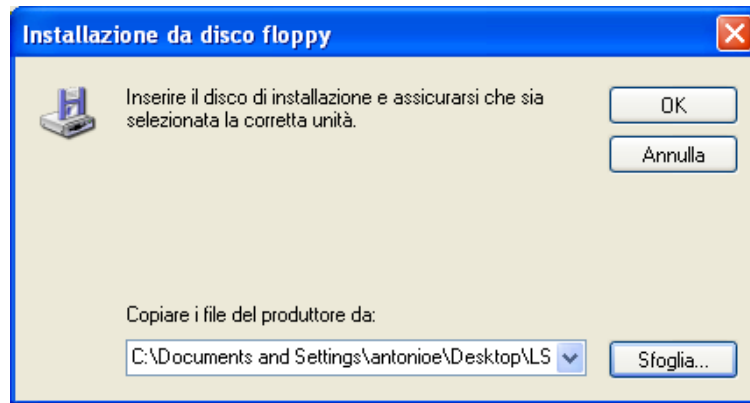 Installazione da disco floppy
Inserire il disco di installazione e assicurarsi che sia
selezionata la corretta unità.
OK
Annulla
Copiare i file del produttore da:
C:\Documents and Settings\antonioe\Desktop\LS
Sfoglia...